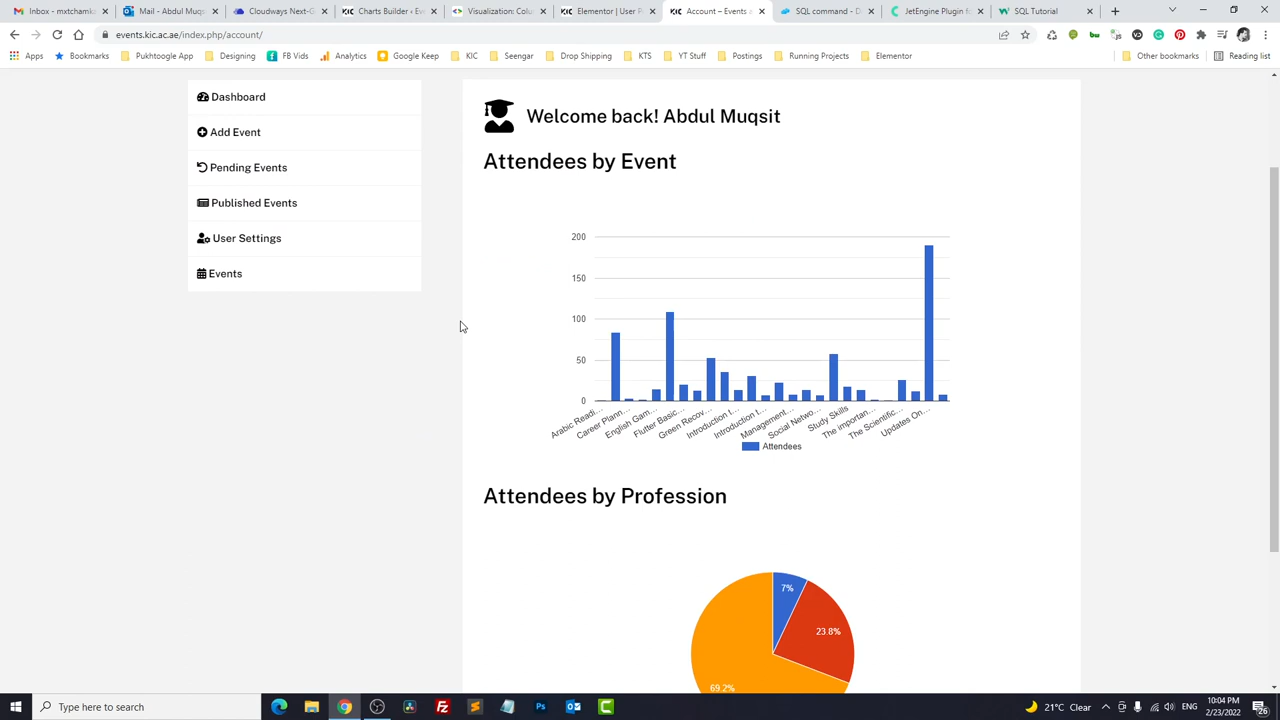 Inbox - mxtchamk
Mail - Abdul Muq
Cloudways Next-G
Charts Builder ‹ Ev
Visualization: Colu
Elementor | User R
Account – Eve
SQL commands - D
JetEngine Plugin f
SQL Tutorial
events.kic.ac.ae/index.php/account/
Apps
Bookmarks
Pukhtoogle App
Designing
FB Vids
Analytics
Google Keep
KIC
Seengar
Drop Shipping
KTS
YT Stuff
Postings
Running Projects
Elementor
Other bookmarks
Reading list
Dashboard
Add Event
Pending Events
Published Events
User Settings
Events
Welcome back! Abdul Muqsit
Attendees by Event
200
150
100
50
0
Arabic Readi...
Career Plann...
English Gam...
Flutter Basic...
Green Recov...
Introduction t...
Introduction t...
Management...
Social Netwo...
Study Skills
The importan...
The Scientific...
Updates On...
Attendees
Attendees by Profession
7%
23.8%
69.2%
Type here to search
21°C Clear
ENG
10:04 PM
2/23/2022